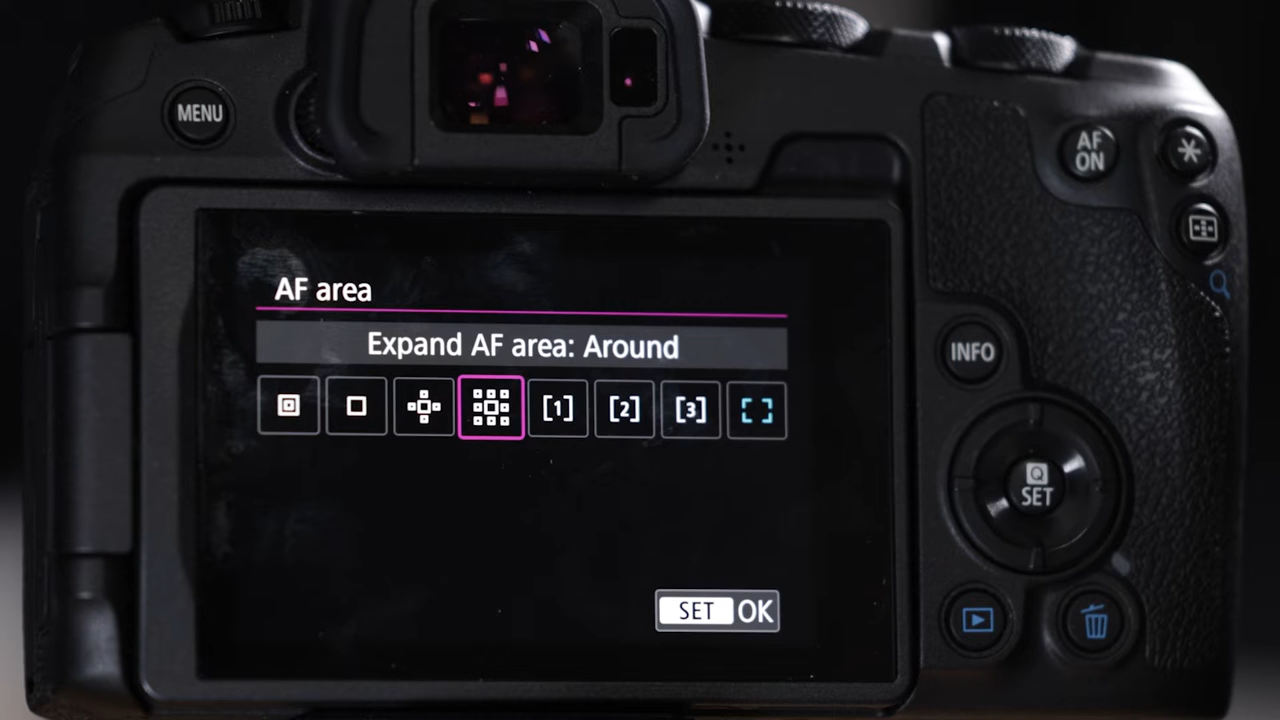 MENU
AF
ON
AF area
Expand AF area: Around
[1] [2] [3]
INFO
Q
SET
SET OK